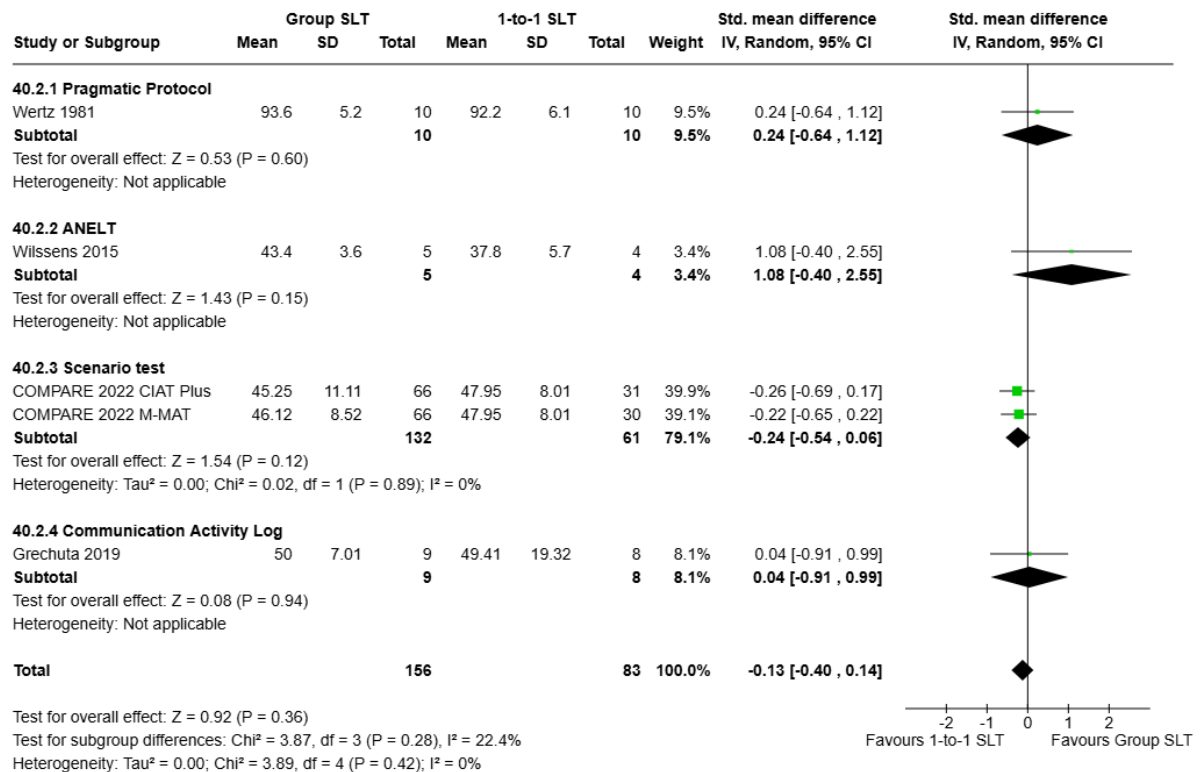 Group SLT 1-to-1 SLT Std. mean difference Std. mean difference
Study or Subgroup Mean SD Total Mean SD Total Weight IV, Random, 95% CI IV, Random, 95% CI
40.2.1 Pragmatic Protocol
Wertz 1981 93.6 5.2 10 92.2 6.1 10 9.5% 0.24 [-0.64 , 1.12]
Subtotal 10 10 9.5% 0.24 [-0.64 , 1.12]
Test for overall effect: Z = 0.53 (P = 0.60)
Heterogeneity: Not applicable
40.2.2 ANELT
Wilssens 2015 43.4 3.6 5 37.8 5.7 4 3.4% 1.08 [-0.40 , 2.55]
Subtotal 5 4 3.4% 1.08 [-0.40 , 2.55]
Test for overall effect: Z = 1.43 (P = 0.15)
Heterogeneity: Not applicable
40.2.3 Scenario test
COMPARE 2022 CIAT Plus 45.25 11.11 66 47.95 8.01 31 39.9% -0.26 [-0.69 , 0.17]
COMPARE 2022 M-MAT 46.12 8.52 66 47.95 8.01 30 39.1% -0.22 [-0.65 , 0.22]
Subtotal 132 61 79.1% -0.24 [-0.54 , 0.06]
Test for overall effect: Z = 1.54 (P = 0.12)
Heterogeneity: Tau² = 0.00; Chi² = 0.02, df = 1 (P = 0.89); I² = 0%
40.2.4 Communication Activity Log
Grechuta 2019 50 7.01 9 49.41 19.32 8 8.1% 0.04 [-0.91 , 0.99]
Subtotal 9 8 8.1% 0.04 [-0.91 , 0.99]
Test for overall effect: Z = 0.08 (P = 0.94)
Heterogeneity: Not applicable
Total 156 83 100.0% -0.13 [-0.40 , 0.14]
Test for overall effect: Z = 0.92 (P = 0.36)
Test for subgroup differences: Chi² = 3.87, df = 3 (P = 0.28), I² = 22.4%
Heterogeneity: Tau² = 0.00; Chi² = 3.89, df = 4 (P = 0.42); I² = 0%
-2 -1 0 1 2
Favours 1-to-1 SLT Favours Group SLT